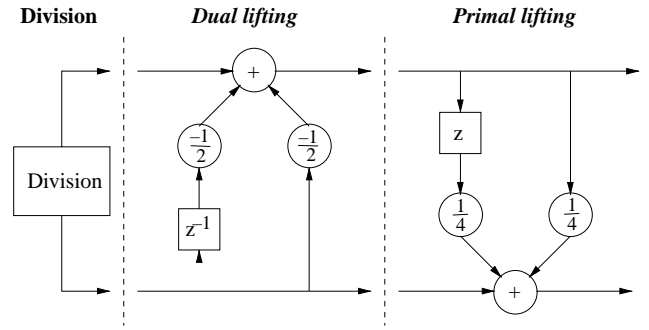 Division
Dual lifting
Primal lifting
+
-1/2
-1/2
z
Division
z⁻¹
1/4
1/4
+